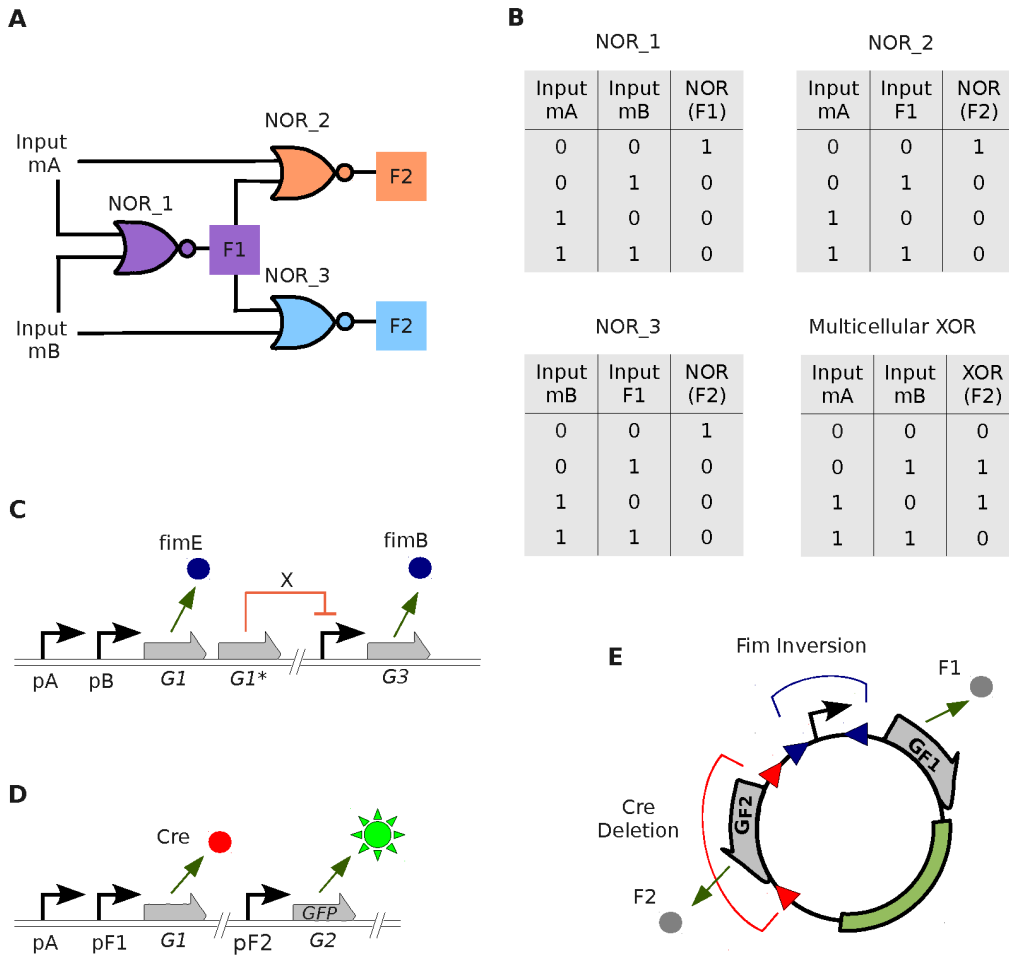 A
Input
mA
NOR_1
Input
mB
NOR_2
F2
F1
NOR_3
F2
B
NOR_1
Input mA Input mB NOR (F1)
0 0 1
0 1 0
1 0 0
1 1 0
NOR_2
Input mA Input F1 NOR (F2)
0 0 1
0 1 0
1 0 0
1 1 0
NOR_3
Input mB Input F1 NOR (F2)
0 0 1
0 1 0
1 0 0
1 1 0
Multicellular XOR
Input mA Input mB XOR (F2)
0 0 0
0 1 1
1 0 1
1 1 0
C
fimE
X
fimB
pA
pB
G1
G1*
G3
D
Cre
GFP
pA
pF1
G1
pF2
G2
E
Fim Inversion
F1
GF1
Cre
Deletion
GF2
F2